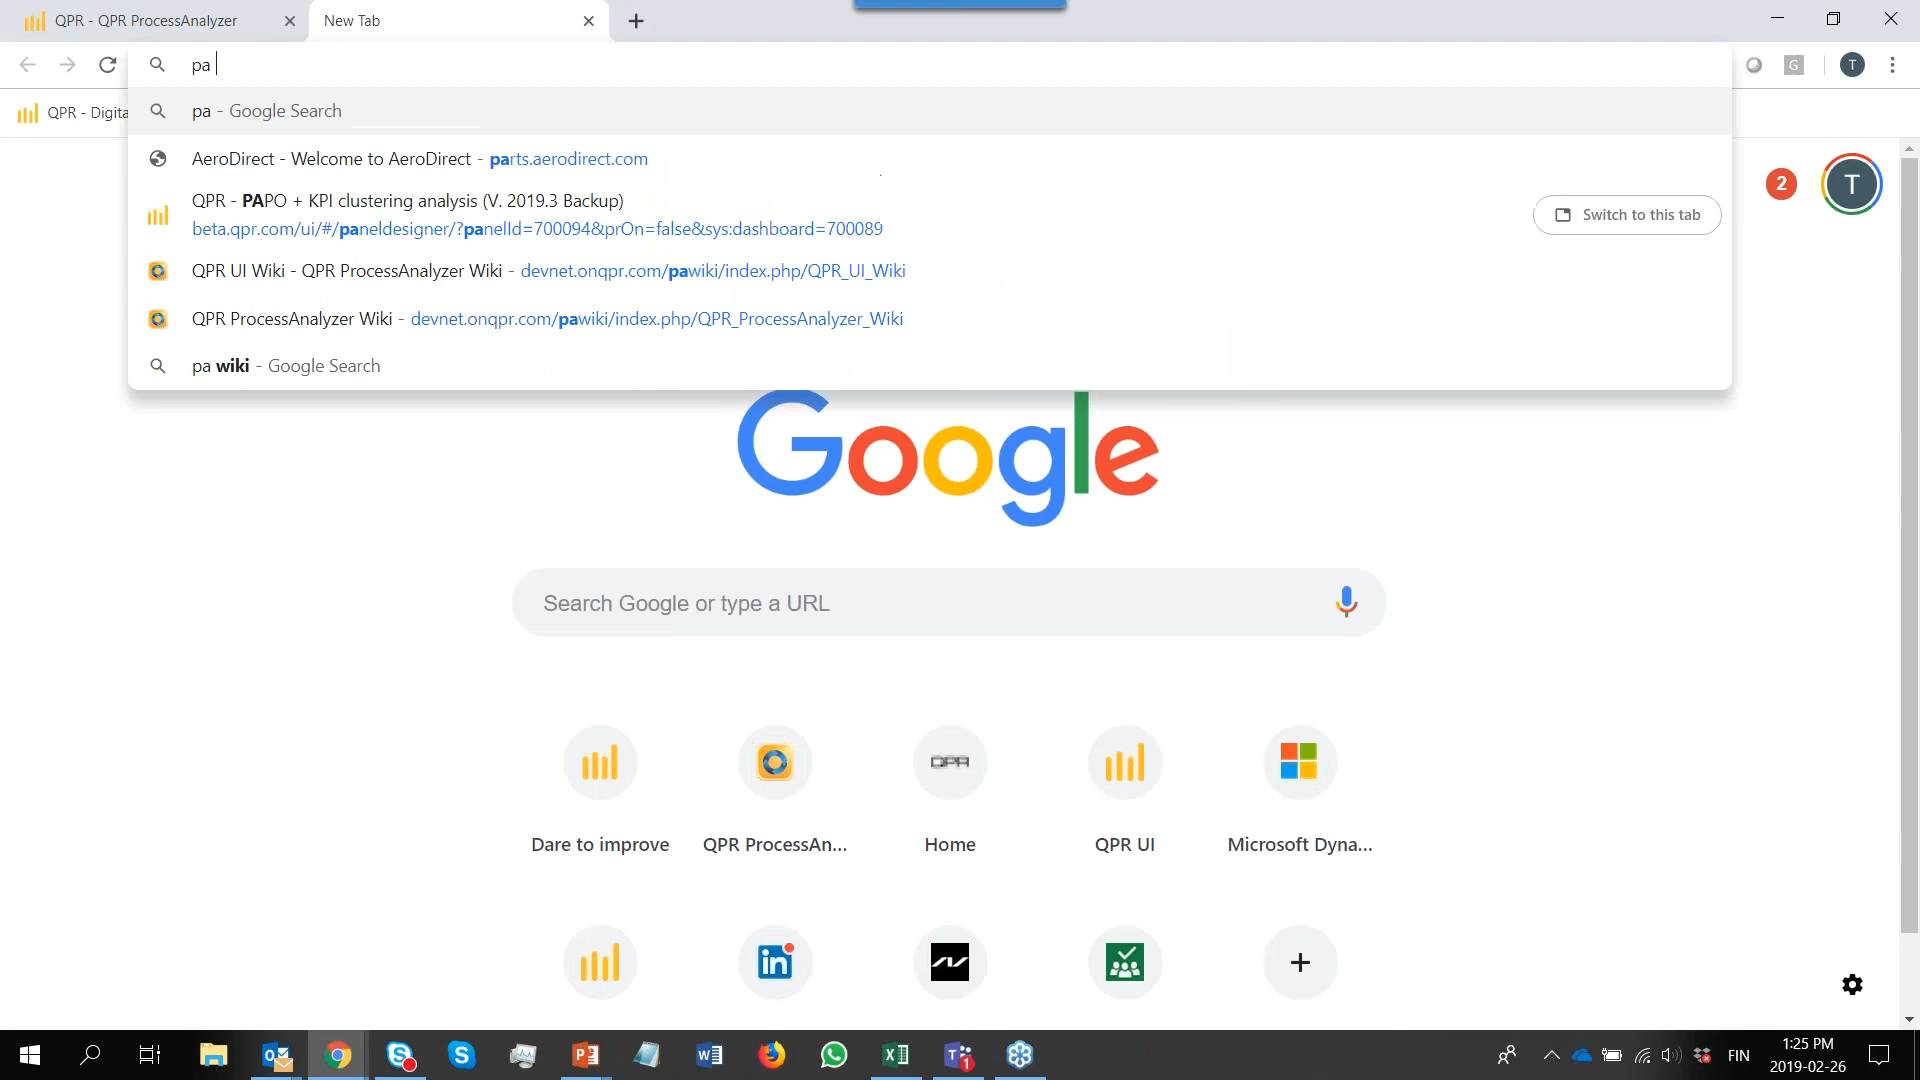 QPR - QPR ProcessAnalyzer
New Tab
pa
G
T
QPR - Digita
pa - Google Search
AeroDirect - Welcome to AeroDirect - parts.aerodirect.com
QPR - PAPO + KPI clustering analysis (V. 2019.3 Backup)
beta.qpr.com/ui/#/paneldesigner/?panelId=700094&prOn=false&sys:dashboard=700089
Switch to this tab
2
T
QPR UI Wiki - QPR ProcessAnalyzer Wiki - devnet.onqpr.com/pawiki/index.php/QPR_UI_Wiki
QPR ProcessAnalyzer Wiki - devnet.onqpr.com/pawiki/index.php/QPR_ProcessAnalyzer_Wiki
pa wiki - Google Search
Google
Search Google or type a URL
QPR
Dare to improve
QPR ProcessAn...
Home
QPR UI
Microsoft Dyna...
in
FIN
1:25 PM
2019-02-26